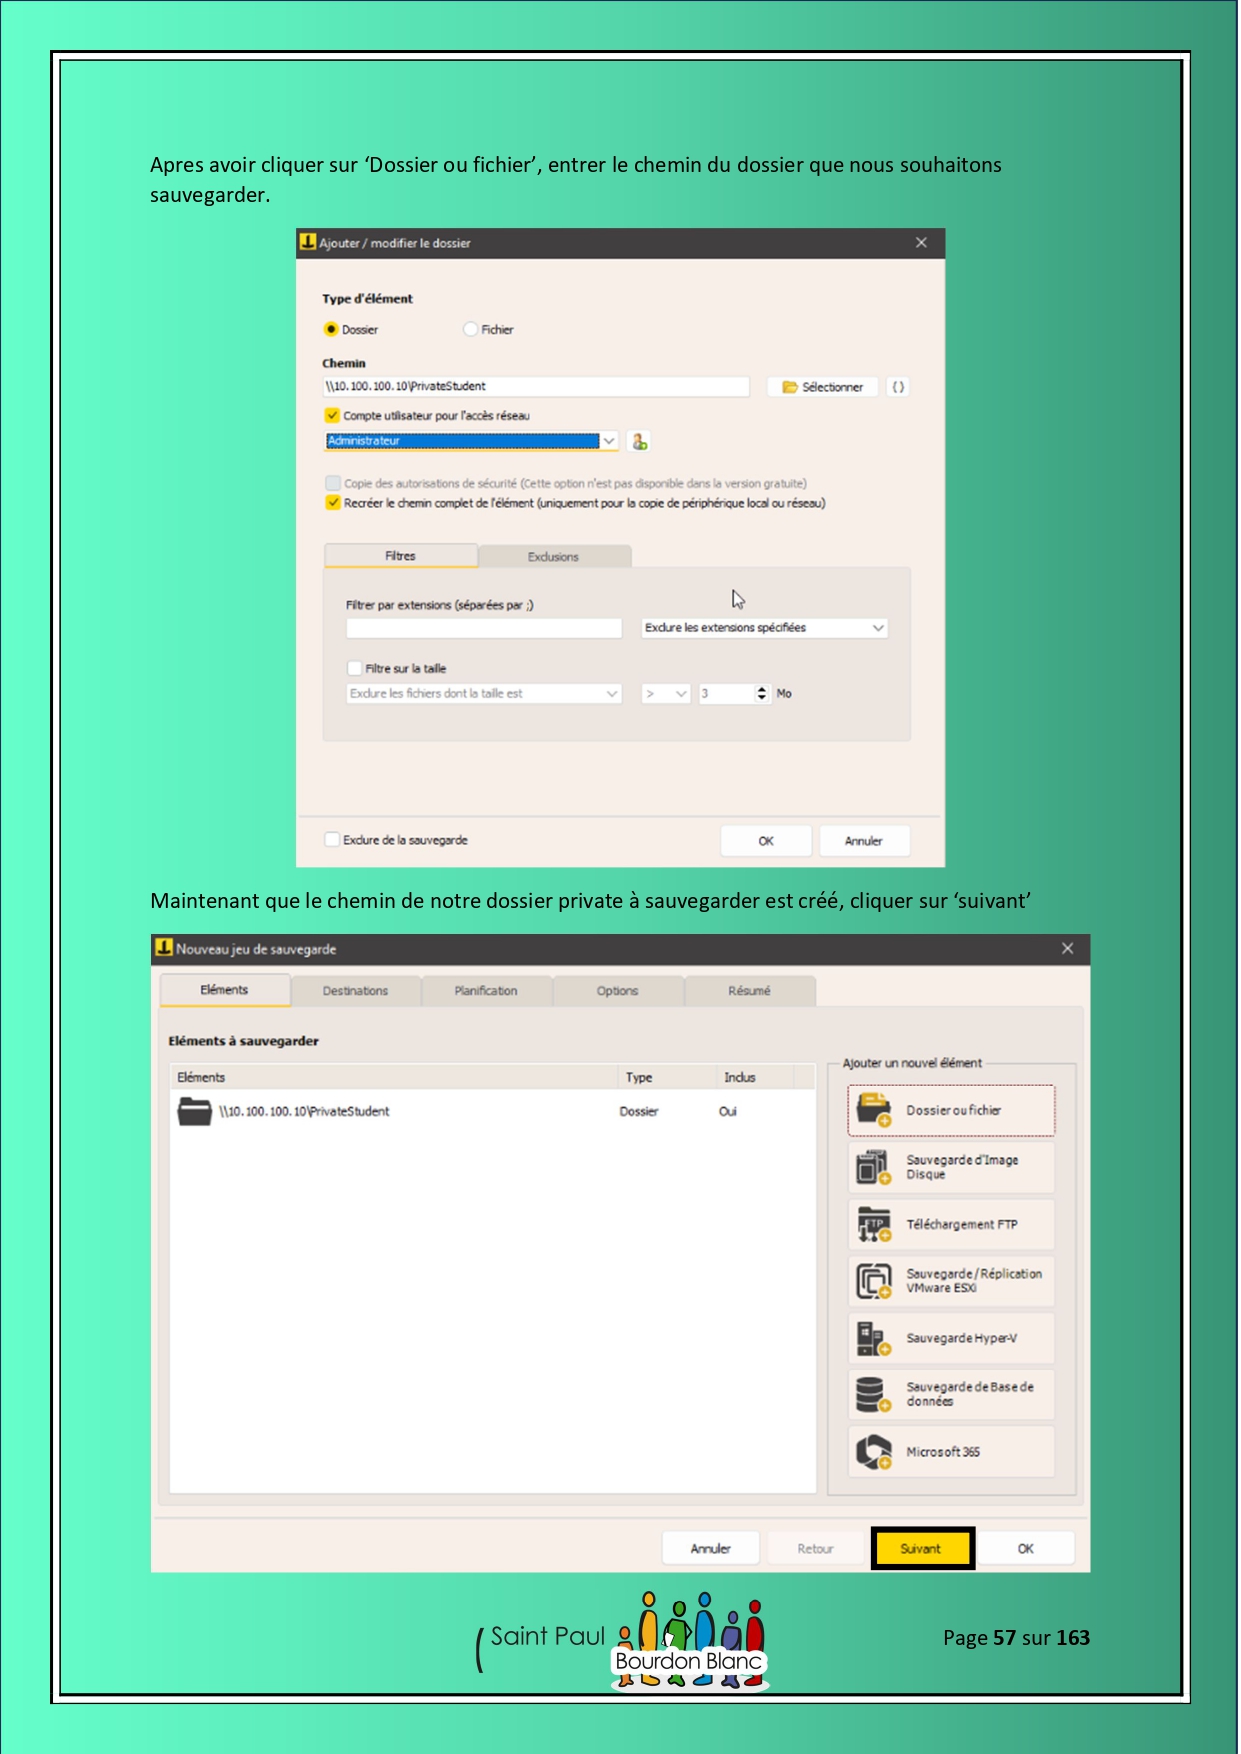 Apres avoir cliquer sur ‘Dossier ou fichier’, entrer le chemin du dossier que nous souhaitons
sauvegarder.
Ajouter / modifier le dossier
Type d'élément
Dossier
Fichier
Chemin
\\10.100.100.10\PrivateStudent
Sélectionner
{}
Compte utilisateur pour l'accès réseau
Administrateur
Copie des autorisations de sécurité (Cette option n'est pas disponible dans la version gratuite)
Recréer le chemin complet de l'élément (uniquement pour la copie de périphérique local ou réseau)
Filtres
Exclusions
Filtrer par extensions (séparées par ;)
Exclure les extensions spécifiées
Filtre sur la taille
Exclure les fichiers dont la taille est
>
3
Mo
Exclure de la sauvegarde
OK
Annuler
Maintenant que le chemin de notre dossier private à sauvegarder est créé, cliquer sur ‘suivant’
Nouveau jeu de sauvegarde
Eléments
Destinations
Planification
Options
Résumé
Eléments à sauvegarder
Eléments
Type
Inclus
\\10.100.100.10\PrivateStudent
Dossier
Oui
Ajouter un nouvel élément
Dossier ou fichier
Sauvegarde d'Image
Disque
FTP
Téléchargement FTP
Sauvegarde / Réplication
VMware ESXi
Sauvegarde Hyper-V
Sauvegarde de Base de
données
Microsoft 365
Annuler
Retour
Suivant
OK
Saint Paul
Bourdon Blanc
Page 57 sur 163